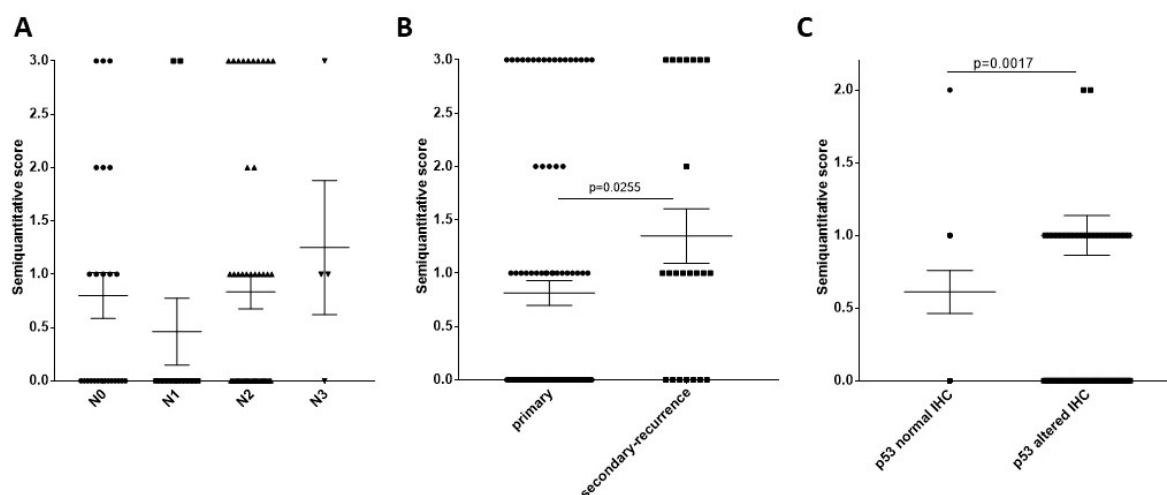 A
Semiquantitative score
3.0
2.5
2.0
1.5
1.0
0.5
0.0
N0
N1
N2
N3
B
Semiquantitative score
3.0
2.5
2.0
1.5
1.0
0.5
0.0
p=0.0255
primary
secondary-recurrence
C
Semiquantitative score
2.0
1.5
1.0
0.5
0.0
p=0.0017
p53 normal IHC
p53 altered IHC